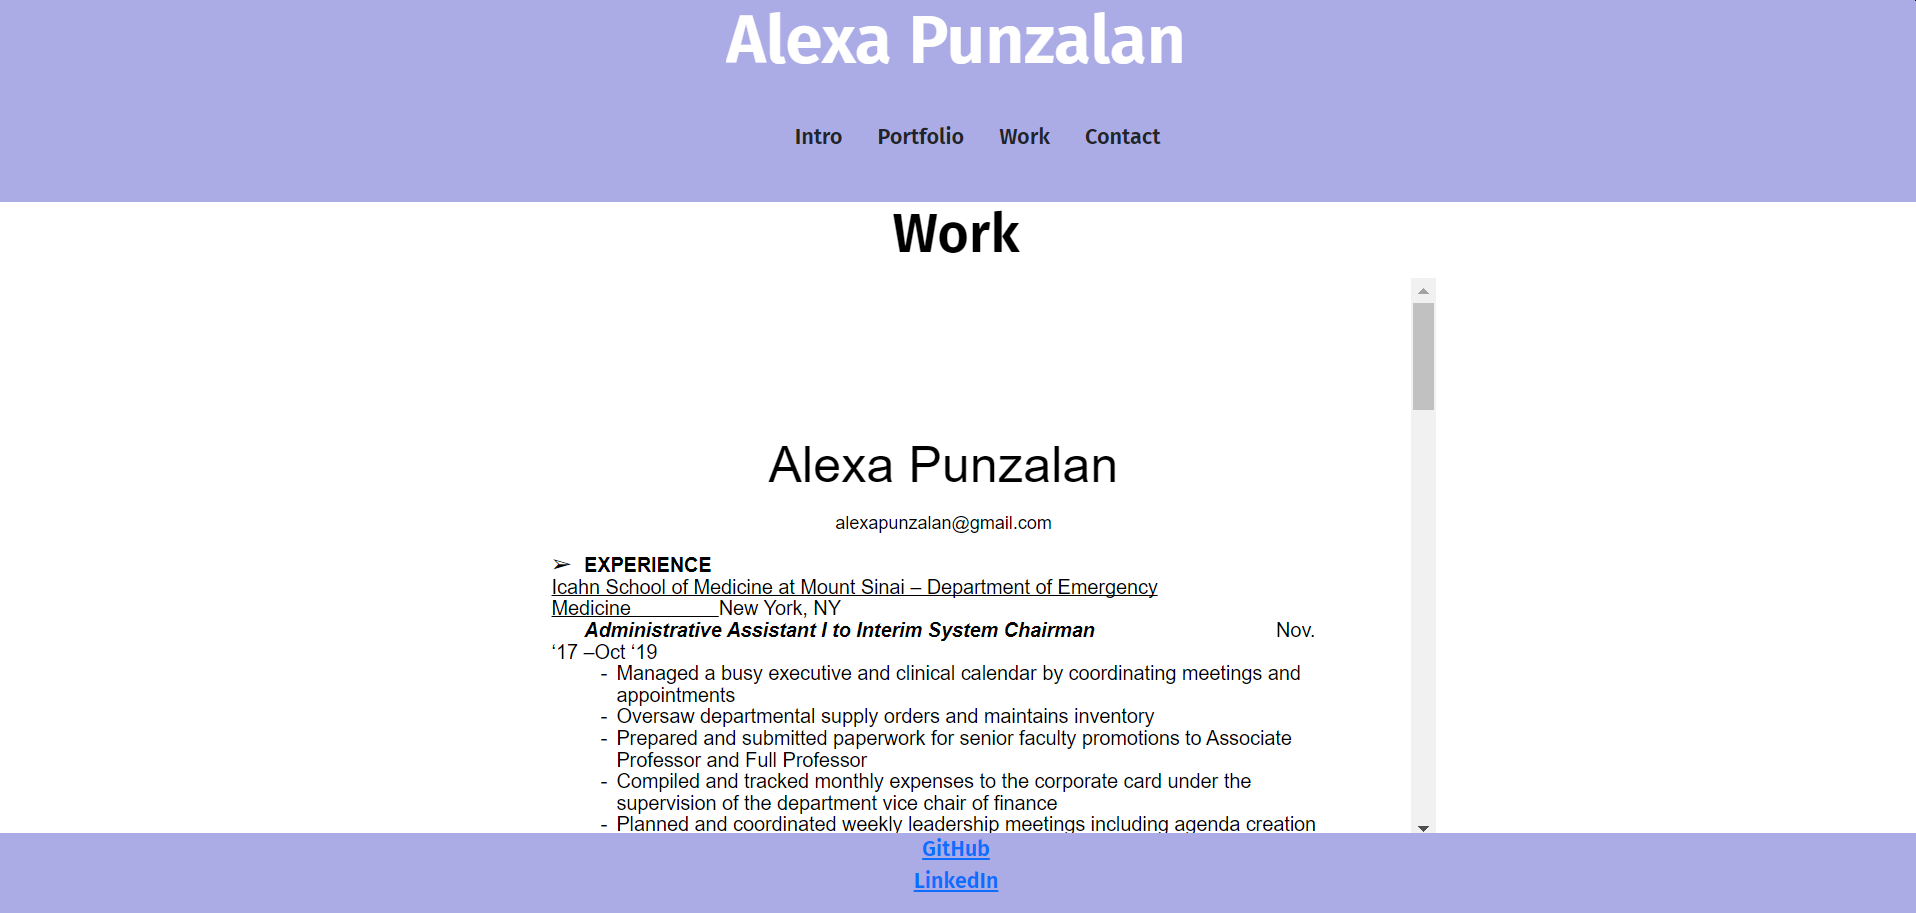 Alexa Punzalan
Intro Portfolio Work Contact
Work
Alexa Punzalan
alexapunzalan@gmail.com
➢ EXPERIENCE
Icahn School of Medicine at Mount Sinai – Department of Emergency
Medicine New York, NY
Administrative Assistant I to Interim System Chairman Nov.
‘17 –Oct ‘19
- Managed a busy executive and clinical calendar by coordinating meetings and
appointments
- Oversaw departmental supply orders and maintains inventory
- Prepared and submitted paperwork for senior faculty promotions to Associate
Professor and Full Professor
- Compiled and tracked monthly expenses to the corporate card under the
supervision of the department vice chair of finance
- Planned and coordinated weekly leadership meetings including agenda creation
GitHub
LinkedIn